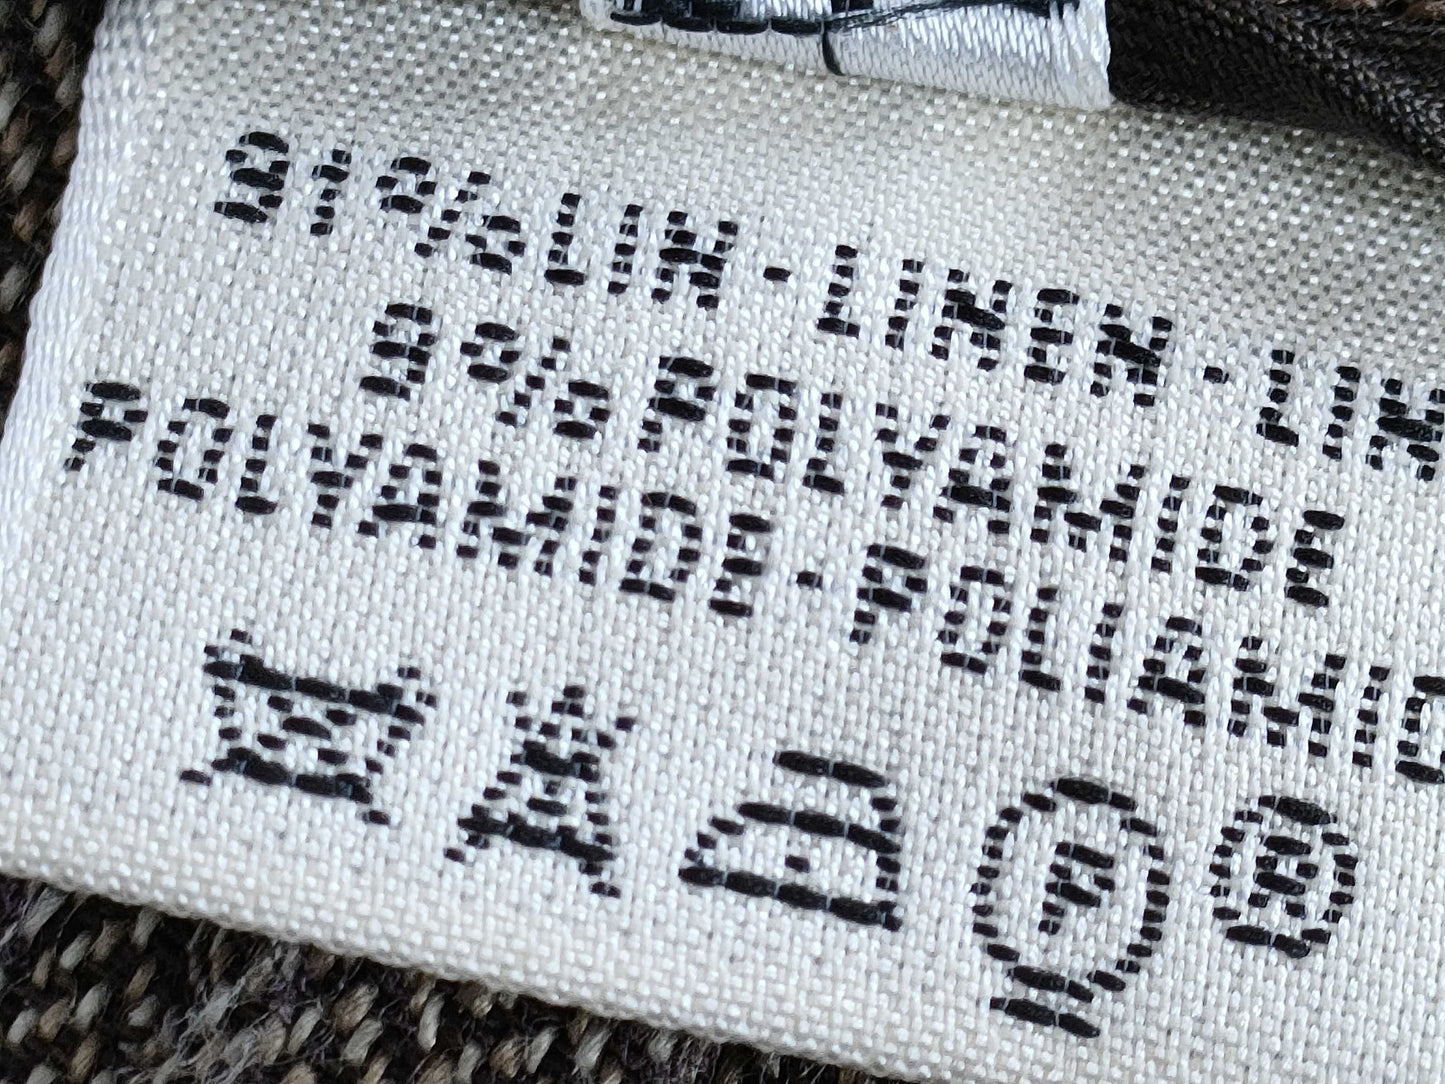 91% LIN-LINEN-LIN
9% POLYAMIDE
POLYAMIDE-POLIAMID
P